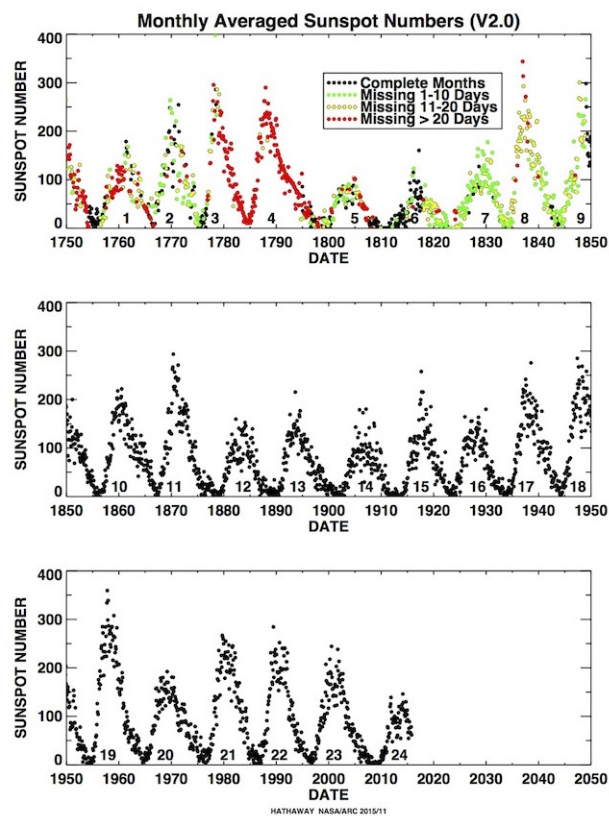 Monthly Averaged Sunspot Numbers (V2.0)
400
300
200
100
0
SUNSPOT NUMBER
Complete Months
Missing 1-10 Days
Missing 11-20 Days
Missing > 20 Days
1 2 3 4 5 6 7 8 9
1750 1760 1770 1780 1790 1800 1810 1820 1830 1840 1850
DATE
400
300
200
100
0
SUNSPOT NUMBER
10 11 12 13 14 15 16 17 18
1850 1860 1870 1880 1890 1900 1910 1920 1930 1940 1950
DATE
400
300
200
100
0
SUNSPOT NUMBER
19 20 21 22 23 24
1950 1960 1970 1980 1990 2000 2010 2020 2030 2040 2050
DATE
HATHAWAY NASA/ARC 2015/11